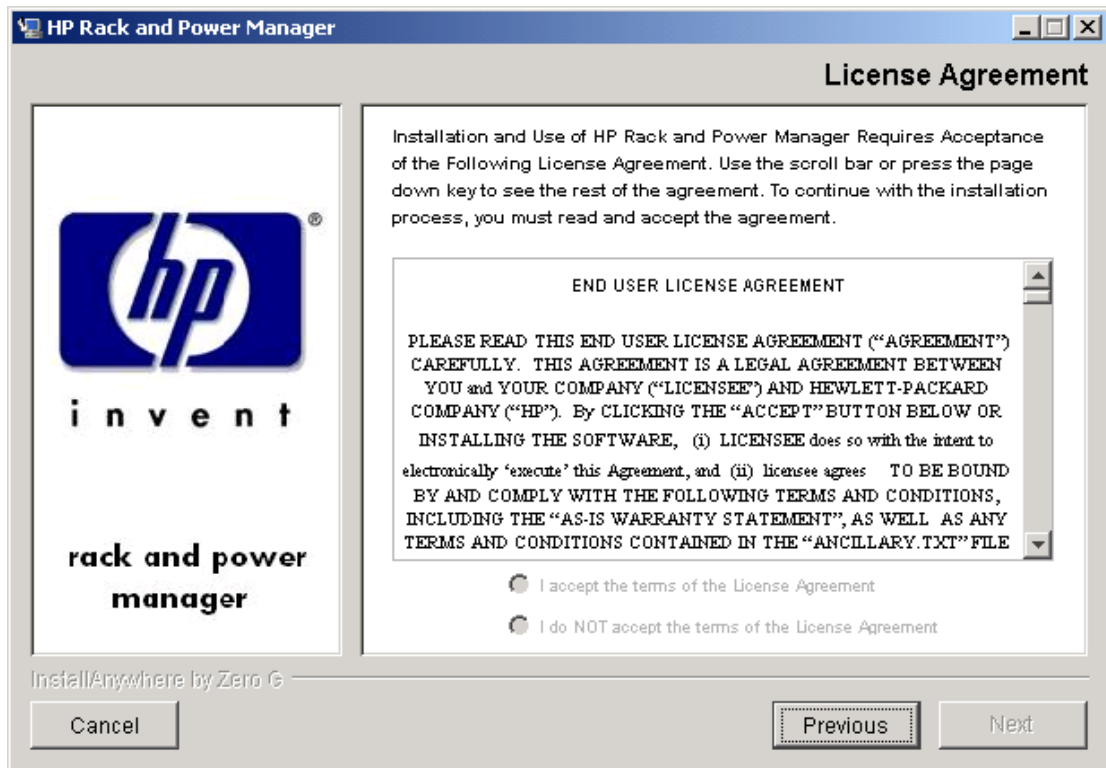 HP Rack and Power Manager
License Agreement
hp
®
i n v e n t
rack and power
manager
Installation and Use of HP Rack and Power Manager Requires Acceptance
of the Following License Agreement. Use the scroll bar or press the page
down key to see the rest of the agreement. To continue with the installation
process, you must read and accept the agreement.
END USER LICENSE AGREEMENT
PLEASE READ THIS END USER LICENSE AGREEMENT (“AGREEMENT”)
CAREFULLY. THIS AGREEMENT IS A LEGAL AGREEMENT BETWEEN
YOU and YOUR COMPANY (“LICENSEE”) AND HEWLETT-PACKARD
COMPANY (“HP”). By CLICKING THE “ACCEPT” BUTTON BELOW OR
INSTALLING THE SOFTWARE, (i) LICENSEE does so with the intent to
electronically ‘execute’ this Agreement, and (ii) licensee agrees TO BE BOUND
BY AND COMPLY WITH THE FOLLOWING TERMS AND CONDITIONS,
INCLUDING THE “AS-IS WARRANTY STATEMENT”, AS WELL AS ANY
TERMS AND CONDITIONS CONTAINED IN THE “ANCILLARY.TXT” FILE
I accept the terms of the License Agreement
I do NOT accept the terms of the License Agreement
InstallAnywhere by Zero G
Cancel
Previous
Next